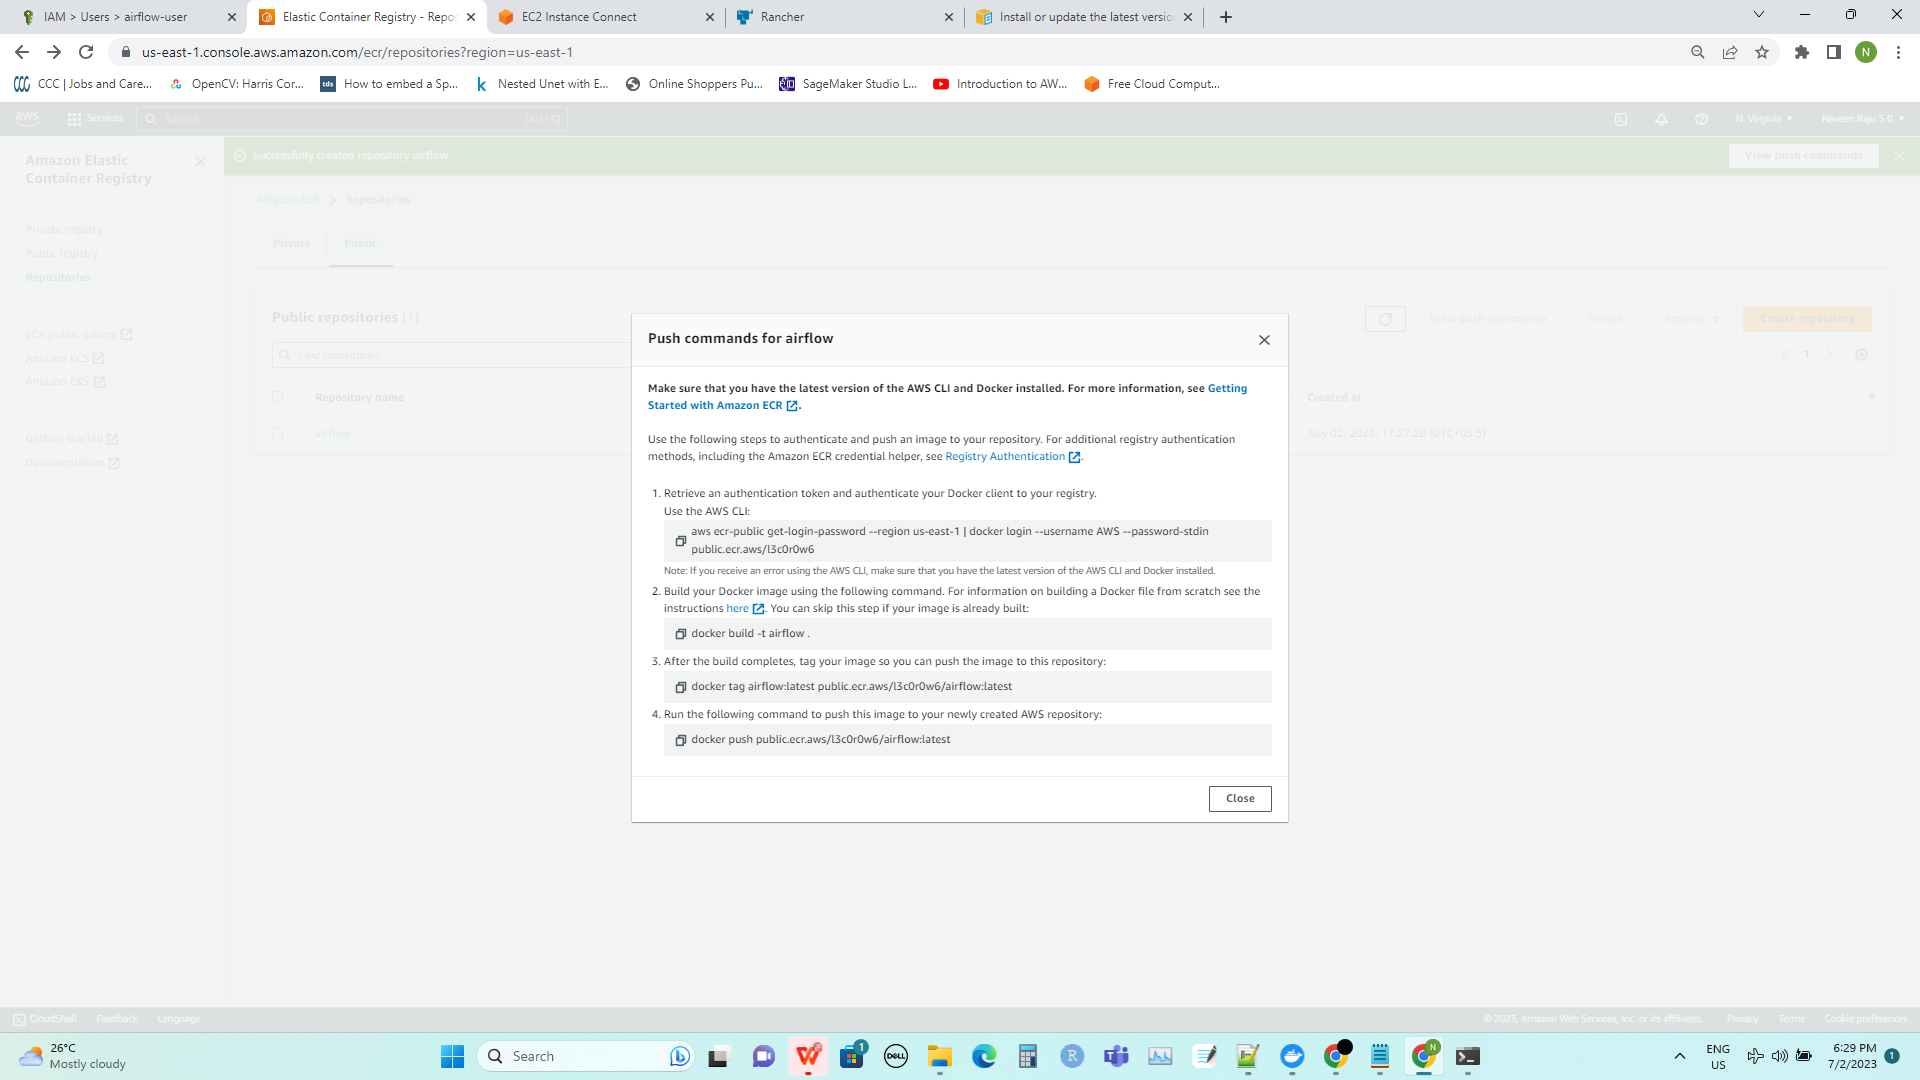 IAM > Users > airflow-user
Elastic Container Registry - Repos
EC2 Instance Connect
Rancher
Install or update the latest versio
us-east-1.console.aws.amazon.com/ecr/repositories?region=us-east-1
N
CCC | Jobs and Care...
OpenCV: Harris Cor...
tds
How to embed a Sp...
k
Nested Unet with E...
Online Shoppers Pu...
SageMaker Studio L...
Introduction to AW...
Free Cloud Comput...
aws
Services
Search
[Alt+S]
N. Virginia
Naveen Raju S G
Amazon Elastic
Container Registry
Successfully created repository airflow
View push commands
Amazon ECR
Repositories
Private registry
Public registry
Repositories
Private
Public
ECR public gallery
Amazon ECS
Amazon EKS
Getting started
Documentation
Public repositories (1)
View push commands
Delete
Actions
Create repository
Find repositories
1
Repository name
Created at
airflow
July 02, 2023, 17:27:20 (UTC+05.5)
Push commands for airflow
Make sure that you have the latest version of the AWS CLI and Docker installed. For more information, see Getting
Started with Amazon ECR .
Use the following steps to authenticate and push an image to your repository. For additional registry authentication
methods, including the Amazon ECR credential helper, see Registry Authentication .
1. Retrieve an authentication token and authenticate your Docker client to your registry.
Use the AWS CLI:
aws ecr-public get-login-password --region us-east-1 | docker login --username AWS --password-stdin
public.ecr.aws/l3c0r0w6
Note: If you receive an error using the AWS CLI, make sure that you have the latest version of the AWS CLI and Docker installed.
2. Build your Docker image using the following command. For information on building a Docker file from scratch see the
instructions here . You can skip this step if your image is already built:
docker build -t airflow .
3. After the build completes, tag your image so you can push the image to this repository:
docker tag airflow:latest public.ecr.aws/l3c0r0w6/airflow:latest
4. Run the following command to push this image to your newly created AWS repository:
docker push public.ecr.aws/l3c0r0w6/airflow:latest
Close
CloudShell
Feedback
Language
© 2023, Amazon Web Services, Inc. or its affiliates.
Privacy
Terms
Cookie preferences
26°C
Mostly cloudy
Search
1
DELL
R
N
ENG
US
6:29 PM
7/2/2023
1